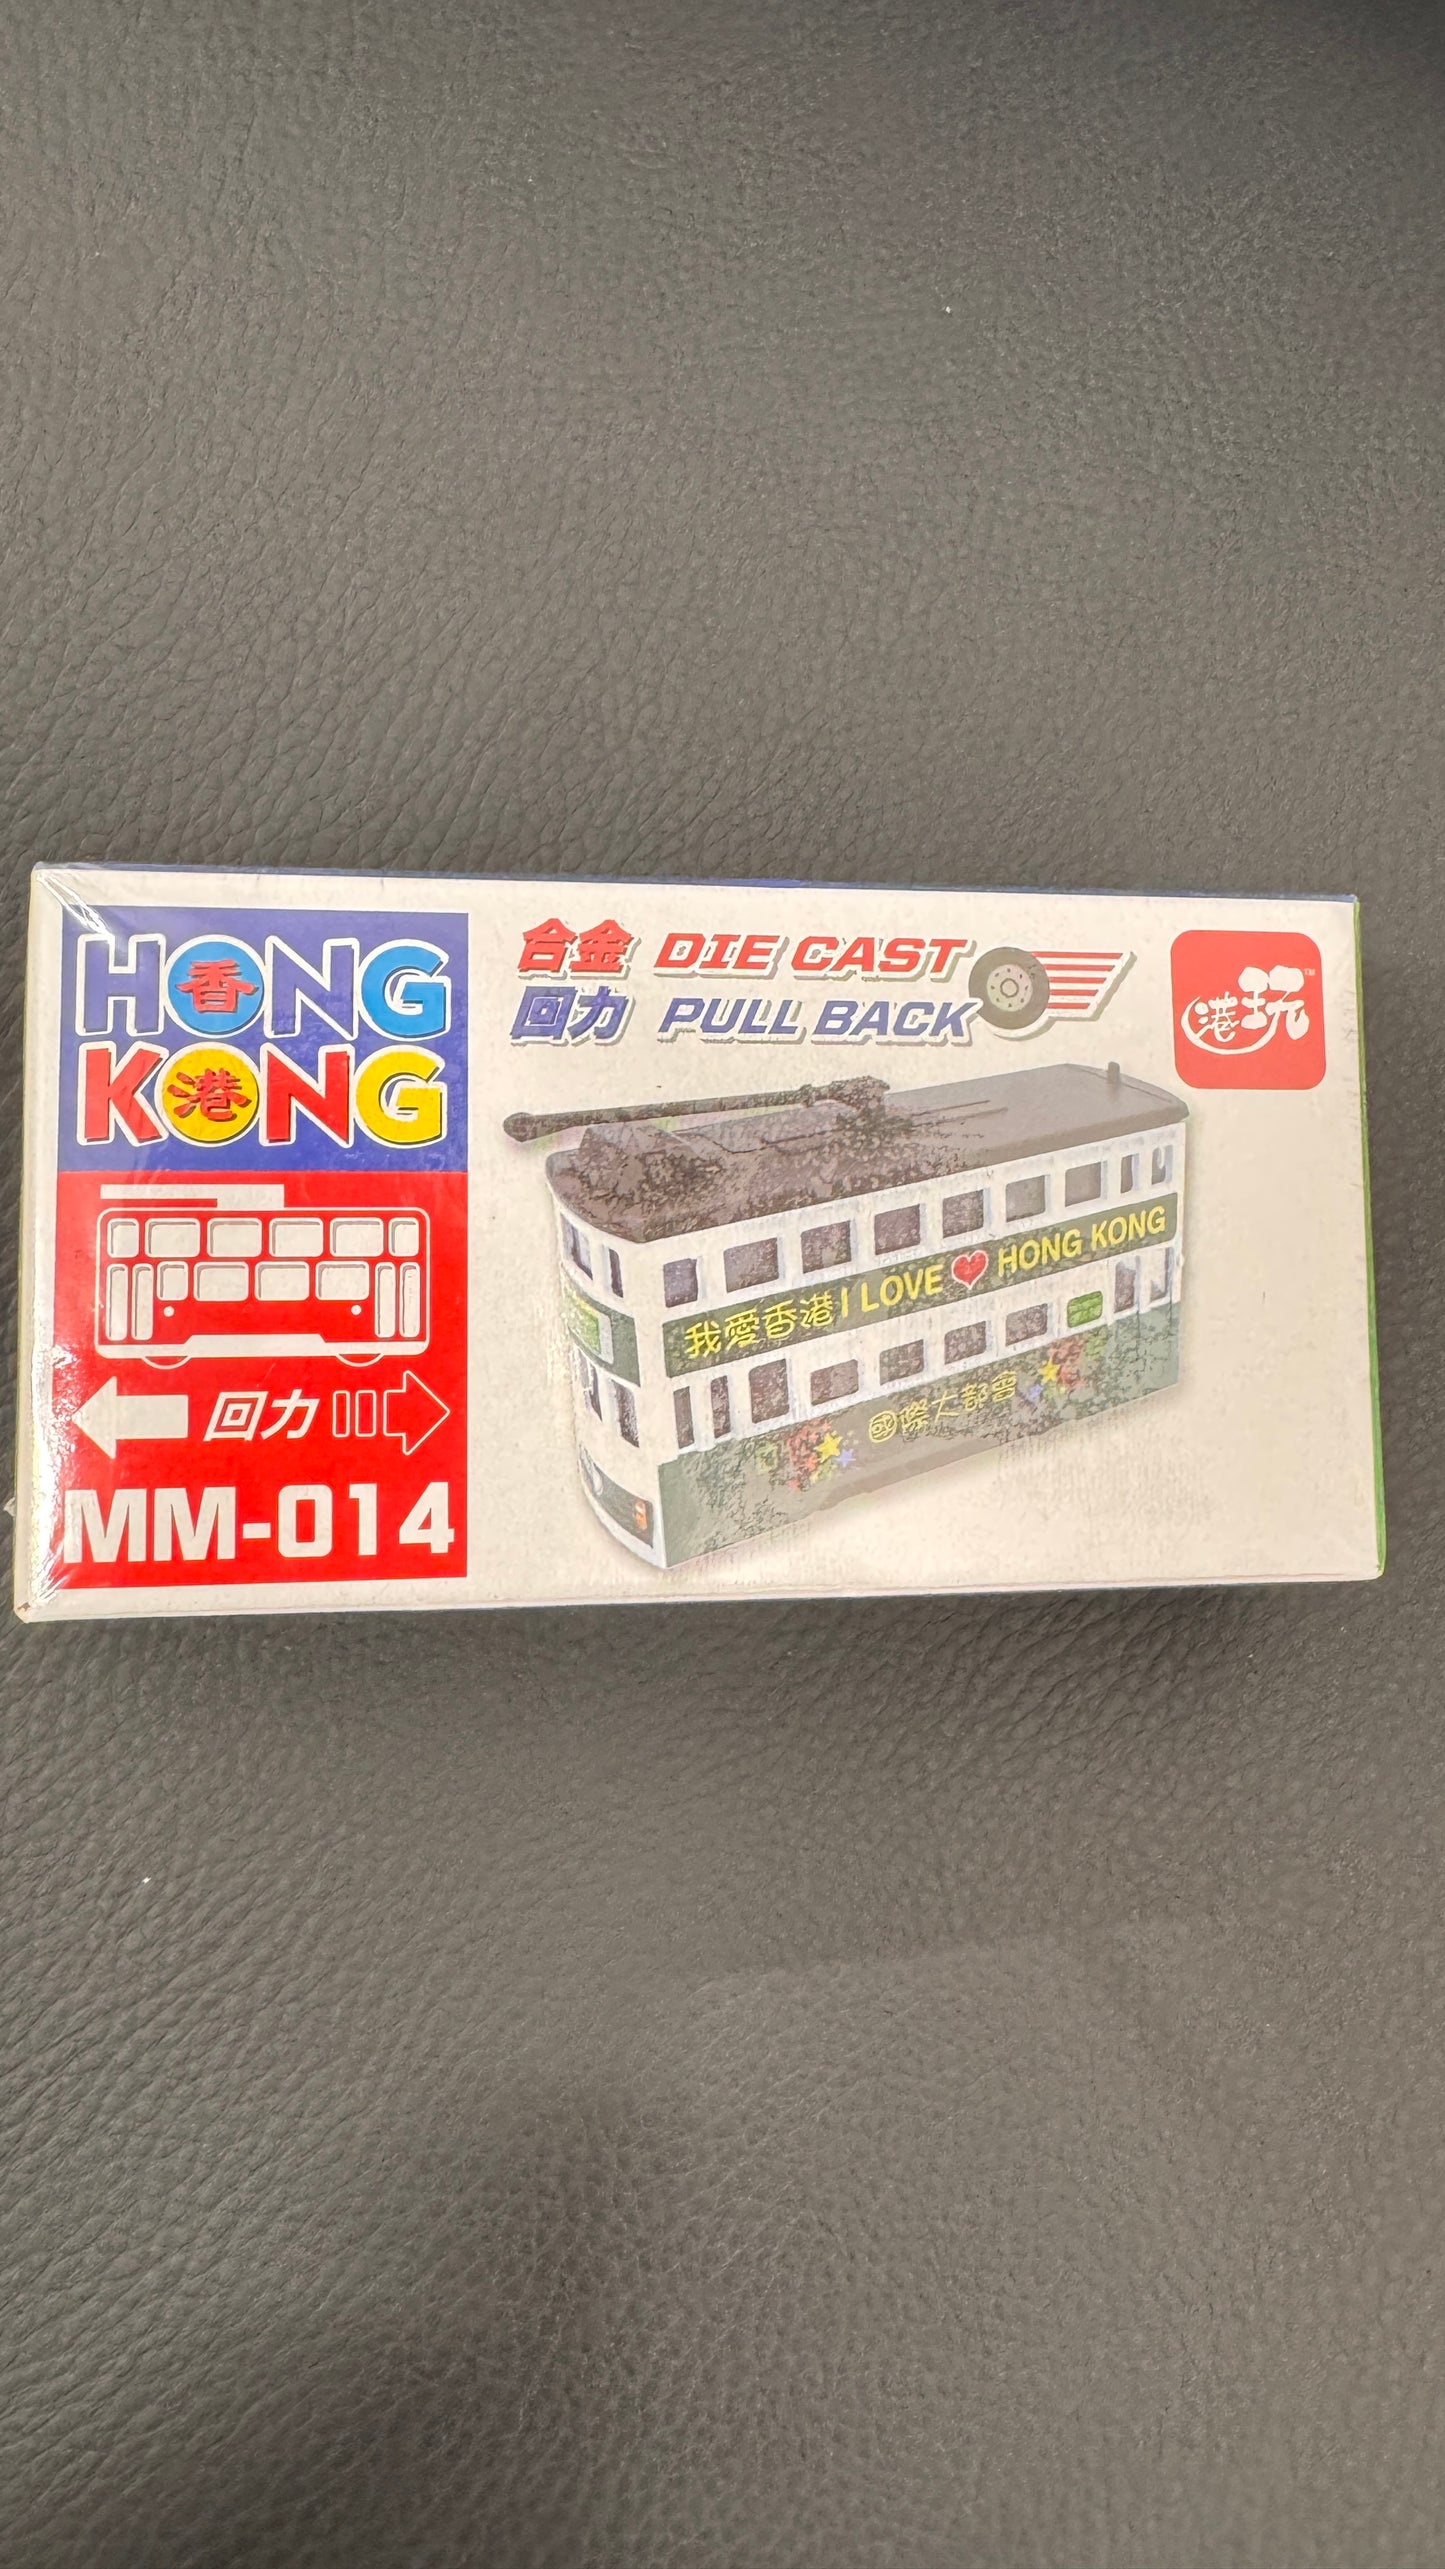 HONG
香
KONG
港
回力
MM-014
合金 DIE CAST
回力 PULL BACK
港玩
TM
我愛香港 I LOVE ❤ HONG KONG
國際大都會